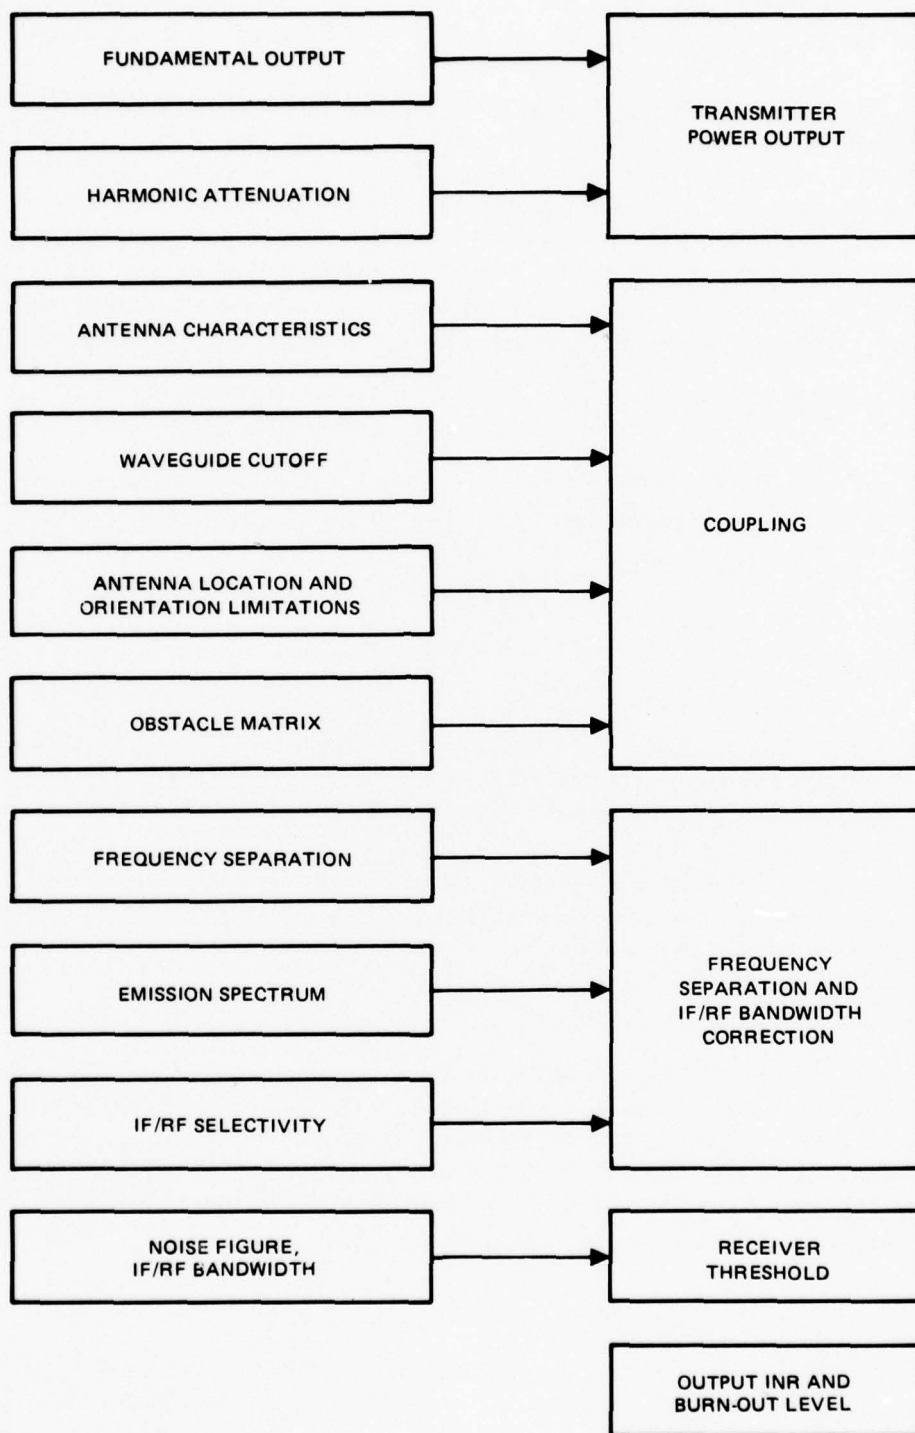 FUNDAMENTAL OUTPUT
HARMONIC ATTENUATION
TRANSMITTER
POWER OUTPUT
ANTENNA CHARACTERISTICS
WAVEGUIDE CUTOFF
ANTENNA LOCATION AND
ORIENTATION LIMITATIONS
OBSTACLE MATRIX
COUPLING
FREQUENCY SEPARATION
EMISSION SPECTRUM
IF/RF SELECTIVITY
FREQUENCY
SEPARATION AND
IF/RF BANDWIDTH
CORRECTION
NOISE FIGURE,
IF/RF BANDWIDTH
RECEIVER
THRESHOLD
OUTPUT INR AND
BURN-OUT LEVEL